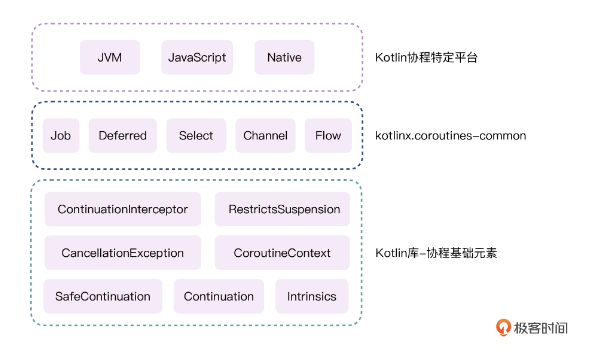 JVM JavaScript Native Kotlin协程特定平台
Job Deferred Select Channel Flow kotlinx.coroutines-common
ContinuationInterceptor RestrictsSuspension
CancellationException CoroutineContext Kotlin库-协程基础元素
SafeContinuation Continuation Intrinsics
极客时间